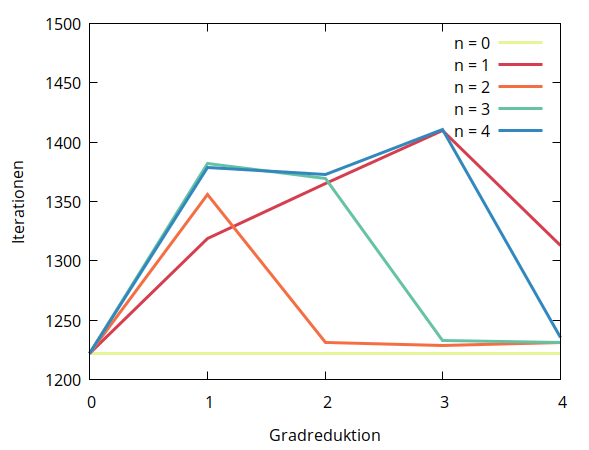 1500
1450
1400
1350
1300
1250
1200
Iterationen
n = 0
n = 1
n = 2
n = 3
n = 4
0 1 2 3 4
Gradreduktion